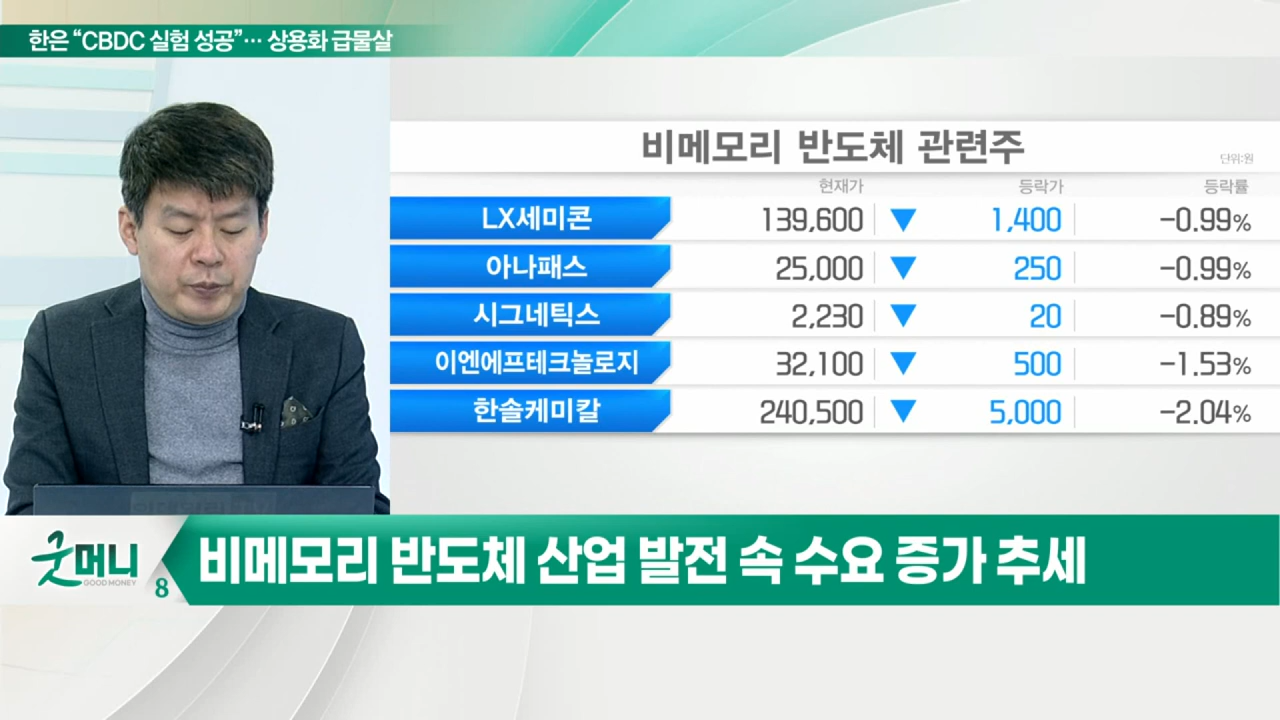 한은 “CBDC 실험 성공”… 상용화 급물살
비메모리 반도체 관련주
단위:원
현재가 등락가 등락률
LX세미콘 139,600 ▼ 1,400 -0.99%
아나패스 25,000 ▼ 250 -0.99%
시그네틱스 2,230 ▼ 20 -0.89%
이엔에프테크놀로지 32,100 ▼ 500 -1.53%
한솔케미칼 240,500 ▼ 5,000 -2.04%
굿머니
GOOD MONEY
8
비메모리 반도체 산업 발전 속 수요 증가 추세